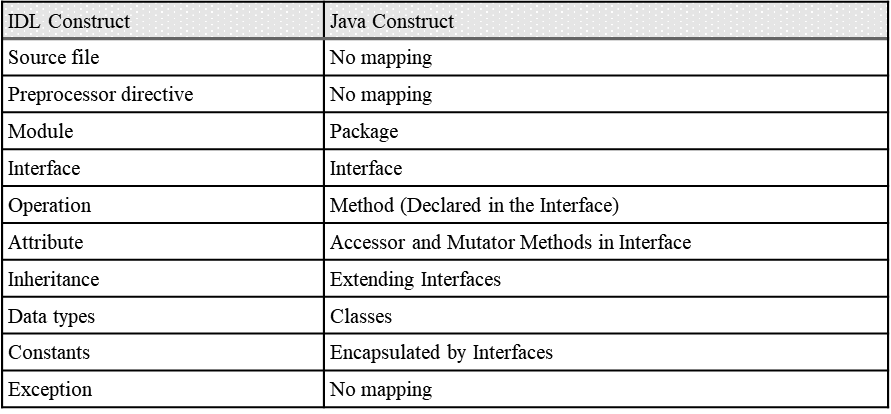 IDL Construct Java Construct
Source file No mapping
Preprocessor directive No mapping
Module Package
Interface Interface
Operation Method (Declared in the Interface)
Attribute Accessor and Mutator Methods in Interface
Inheritance Extending Interfaces
Data types Classes
Constants Encapsulated by Interfaces
Exception No mapping